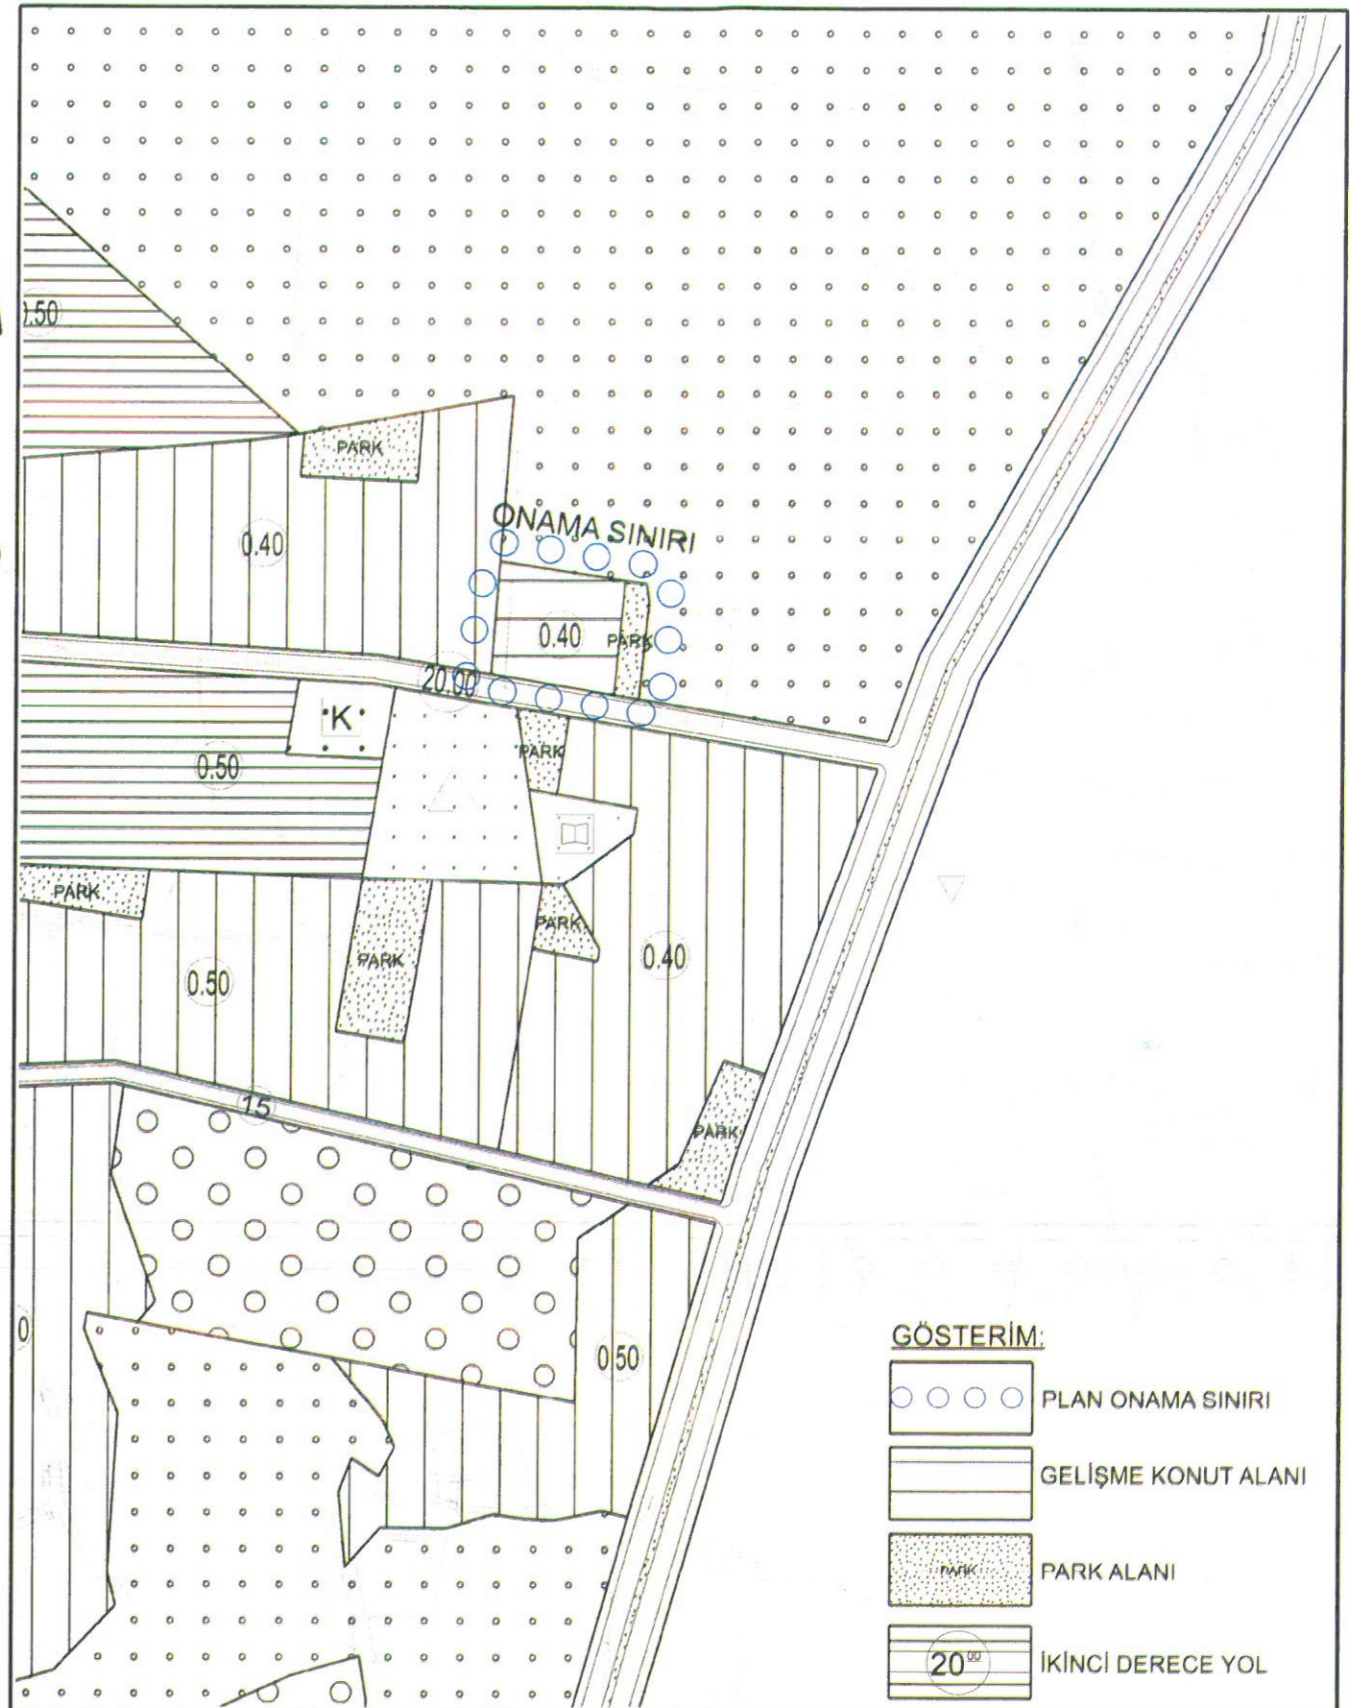 .50
PARK
0.40
ONAMA SINIRI
0.40
PARK
20.00
K
PARK
0.50
PARK
PARK
PARK
0.40
0.50
15
PARK
0
0.50
GÖSTERİM:
PLAN ONAMA SINIRI
GELİŞME KONUT ALANI
PARK
PARK ALANI
20⁰⁰
İKİNCİ DERECE YOL